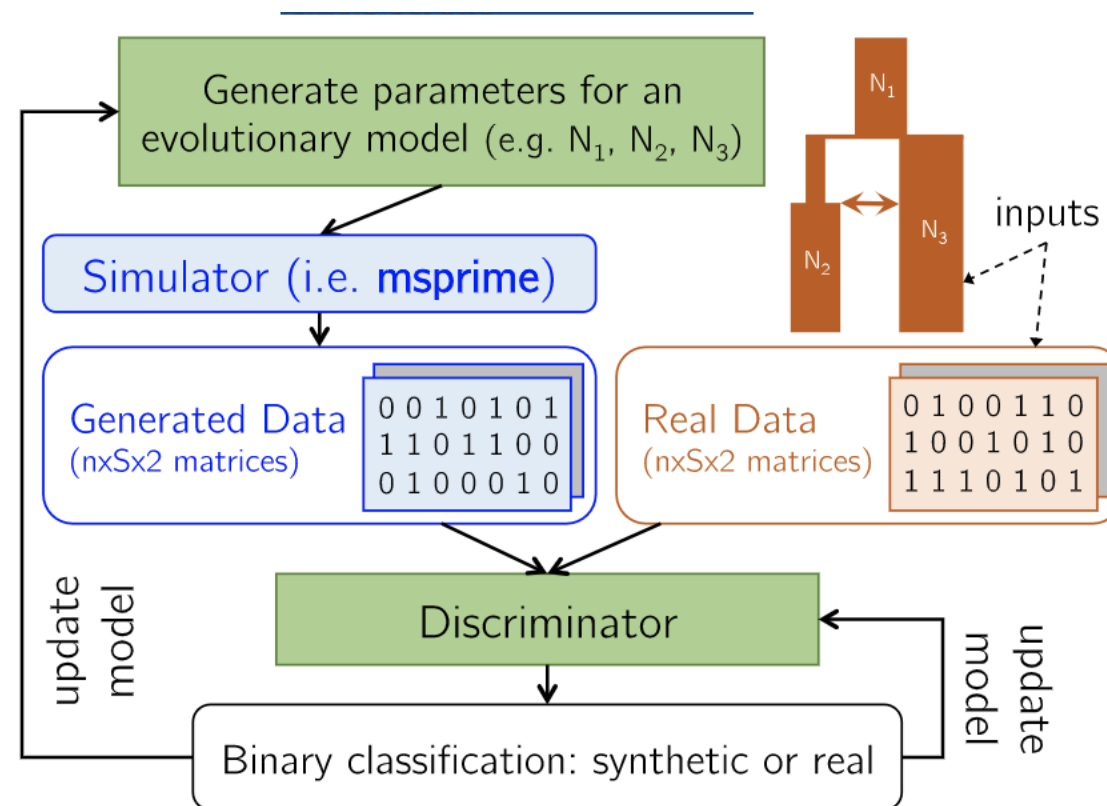 Generate parameters for an
evolutionary model (e.g. N₁, N₂, N₃)
N₁
N₂
N₃
inputs
Simulator (i.e. msprime)
Generated Data
(nxSx2 matrices)
0 0 1 0 1 0 1
1 1 0 1 1 0 0
0 1 0 0 0 1 0
Real Data
(nxSx2 matrices)
0 1 0 0 1 1 0
1 0 0 1 0 1 0
1 1 1 0 1 0 1
update
model
Discriminator
update
model
Binary classification: synthetic or real